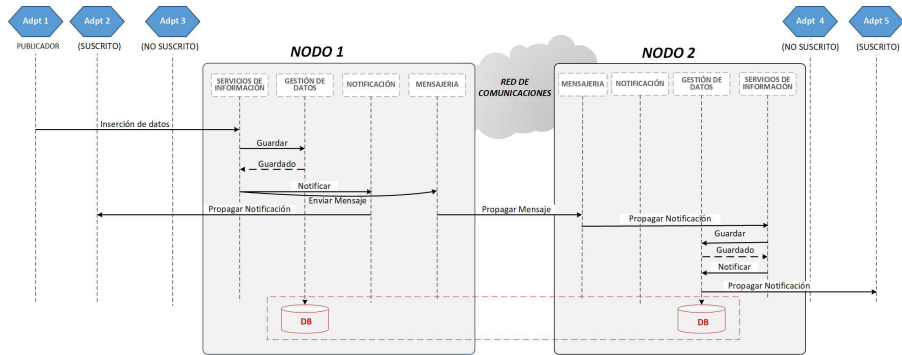 Adpt 1
Adpt 2
Adpt 3
Adpt 4
Adpt 5
PUBLICADOR
(SUSCRITO)
(NO SUSCRITO)
(NO SUSCRITO)
(SUSCRITO)
NODO 1
NODO 2
RED DE
COMUNICACIONES
SERVICIOS DE
INFORMACIÓN
GESTIÓN DE
DATOS
NOTIFICACIÓN
MENSAJERIA
MENSAJERIA
NOTIFICACIÓN
GESTIÓN DE
DATOS
SERVICIOS DE
INFORMACIÓN
Inserción de datos
Guardar
Guardado
Notificar
Enviar Mensaje
Propagar Notificación
Propagar Mensaje
Propagar Notificación
Guardar
Guardado
Notificar
Propagar Notificación
DB
DB